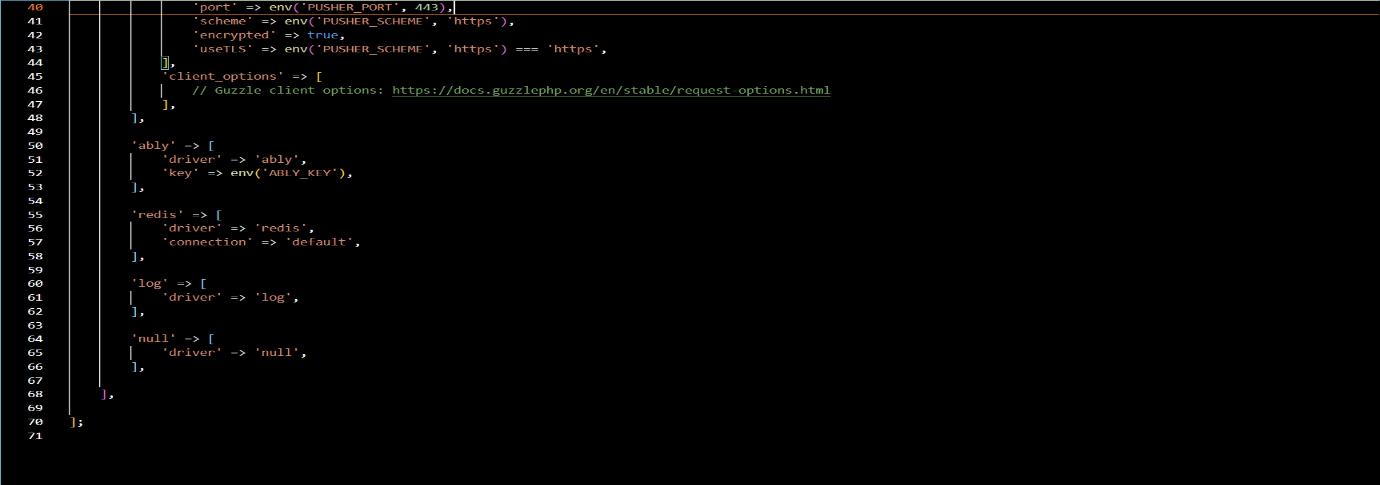 40 'port' => env('PUSHER_PORT', 443),
41 'scheme' => env('PUSHER_SCHEME', 'https'),
42 'encrypted' => true,
43 'useTLS' => env('PUSHER_SCHEME', 'https') === 'https',
44 ],
45 'client_options' => [
46 // Guzzle client options: https://docs.guzzlephp.org/en/stable/request-options.html
47 ],
48 ],
49
50 'ably' => [
51 'driver' => 'ably',
52 'key' => env('ABLY_KEY'),
53 ],
54
55 'redis' => [
56 'driver' => 'redis',
57 'connection' => 'default',
58 ],
59
60 'log' => [
61 'driver' => 'log',
62 ],
63
64 'null' => [
65 'driver' => 'null',
66 ],
67
68 ],
69
70 ];
71